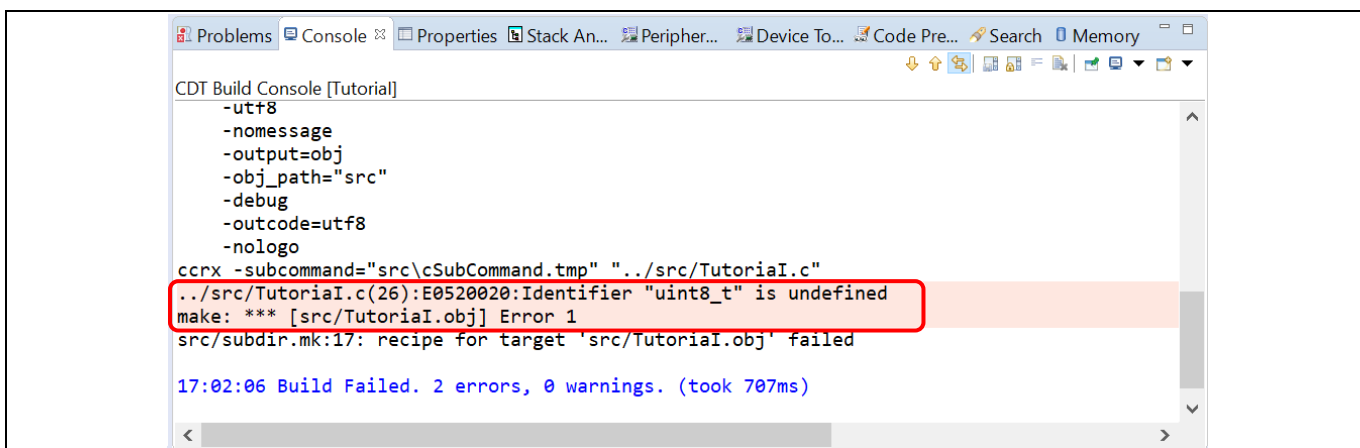 Problems Console Properties Stack An... Peripher... Device To... Code Pre... Search Memory
CDT Build Console [Tutorial]
-utf8
-nomessage
-output=obj
-obj_path="src"
-debug
-outcode=utf8
-nologo
ccrx -subcommand="src\cSubCommand.tmp" "../src/TutoriaI.c"
../src/TutoriaI.c(26):E0520020:Identifier "uint8_t" is undefined
make: *** [src/TutoriaI.obj] Error 1
src/subdir.mk:17: recipe for target 'src/TutoriaI.obj' failed
17:02:06 Build Failed. 2 errors, 0 warnings. (took 707ms)